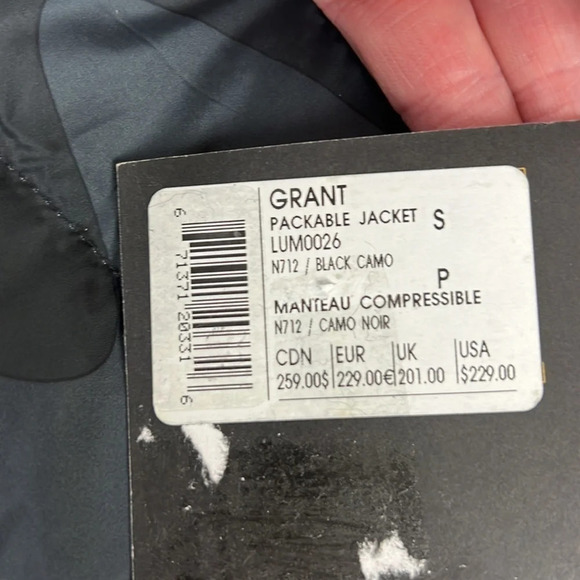 GRANT
PACKABLE JACKET S
LUM0026
N712 / BLACK CAMO
P
MANTEAU COMPRESSIBLE
N712 / CAMO NOIR
CDN EUR UK USA
259.00$ 229.00€ 201.00 $229.00
6 71371 20331 6